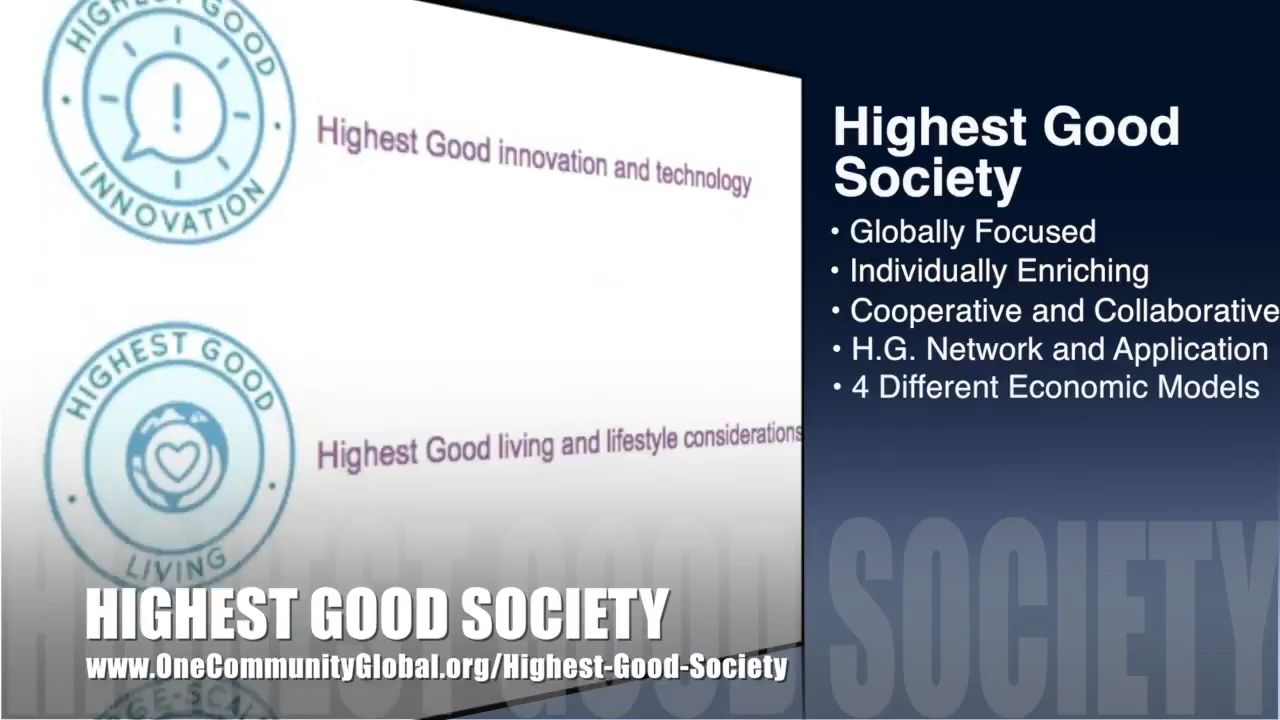 HIGHEST GOOD
INNOVATION
Highest Good innovation and technology
HIGHEST GOOD
LIVING
Highest Good living and lifestyle considerations
Highest Good
Society
• Globally Focused
• Individually Enriching
• Cooperative and Collaborative
• H.G. Network and Application
• 4 Different Economic Models
HIGHEST GOOD SOCIETY
HIGHEST GOOD SOCIETY
www.OneCommunityGlobal.org/Highest-Good-Society